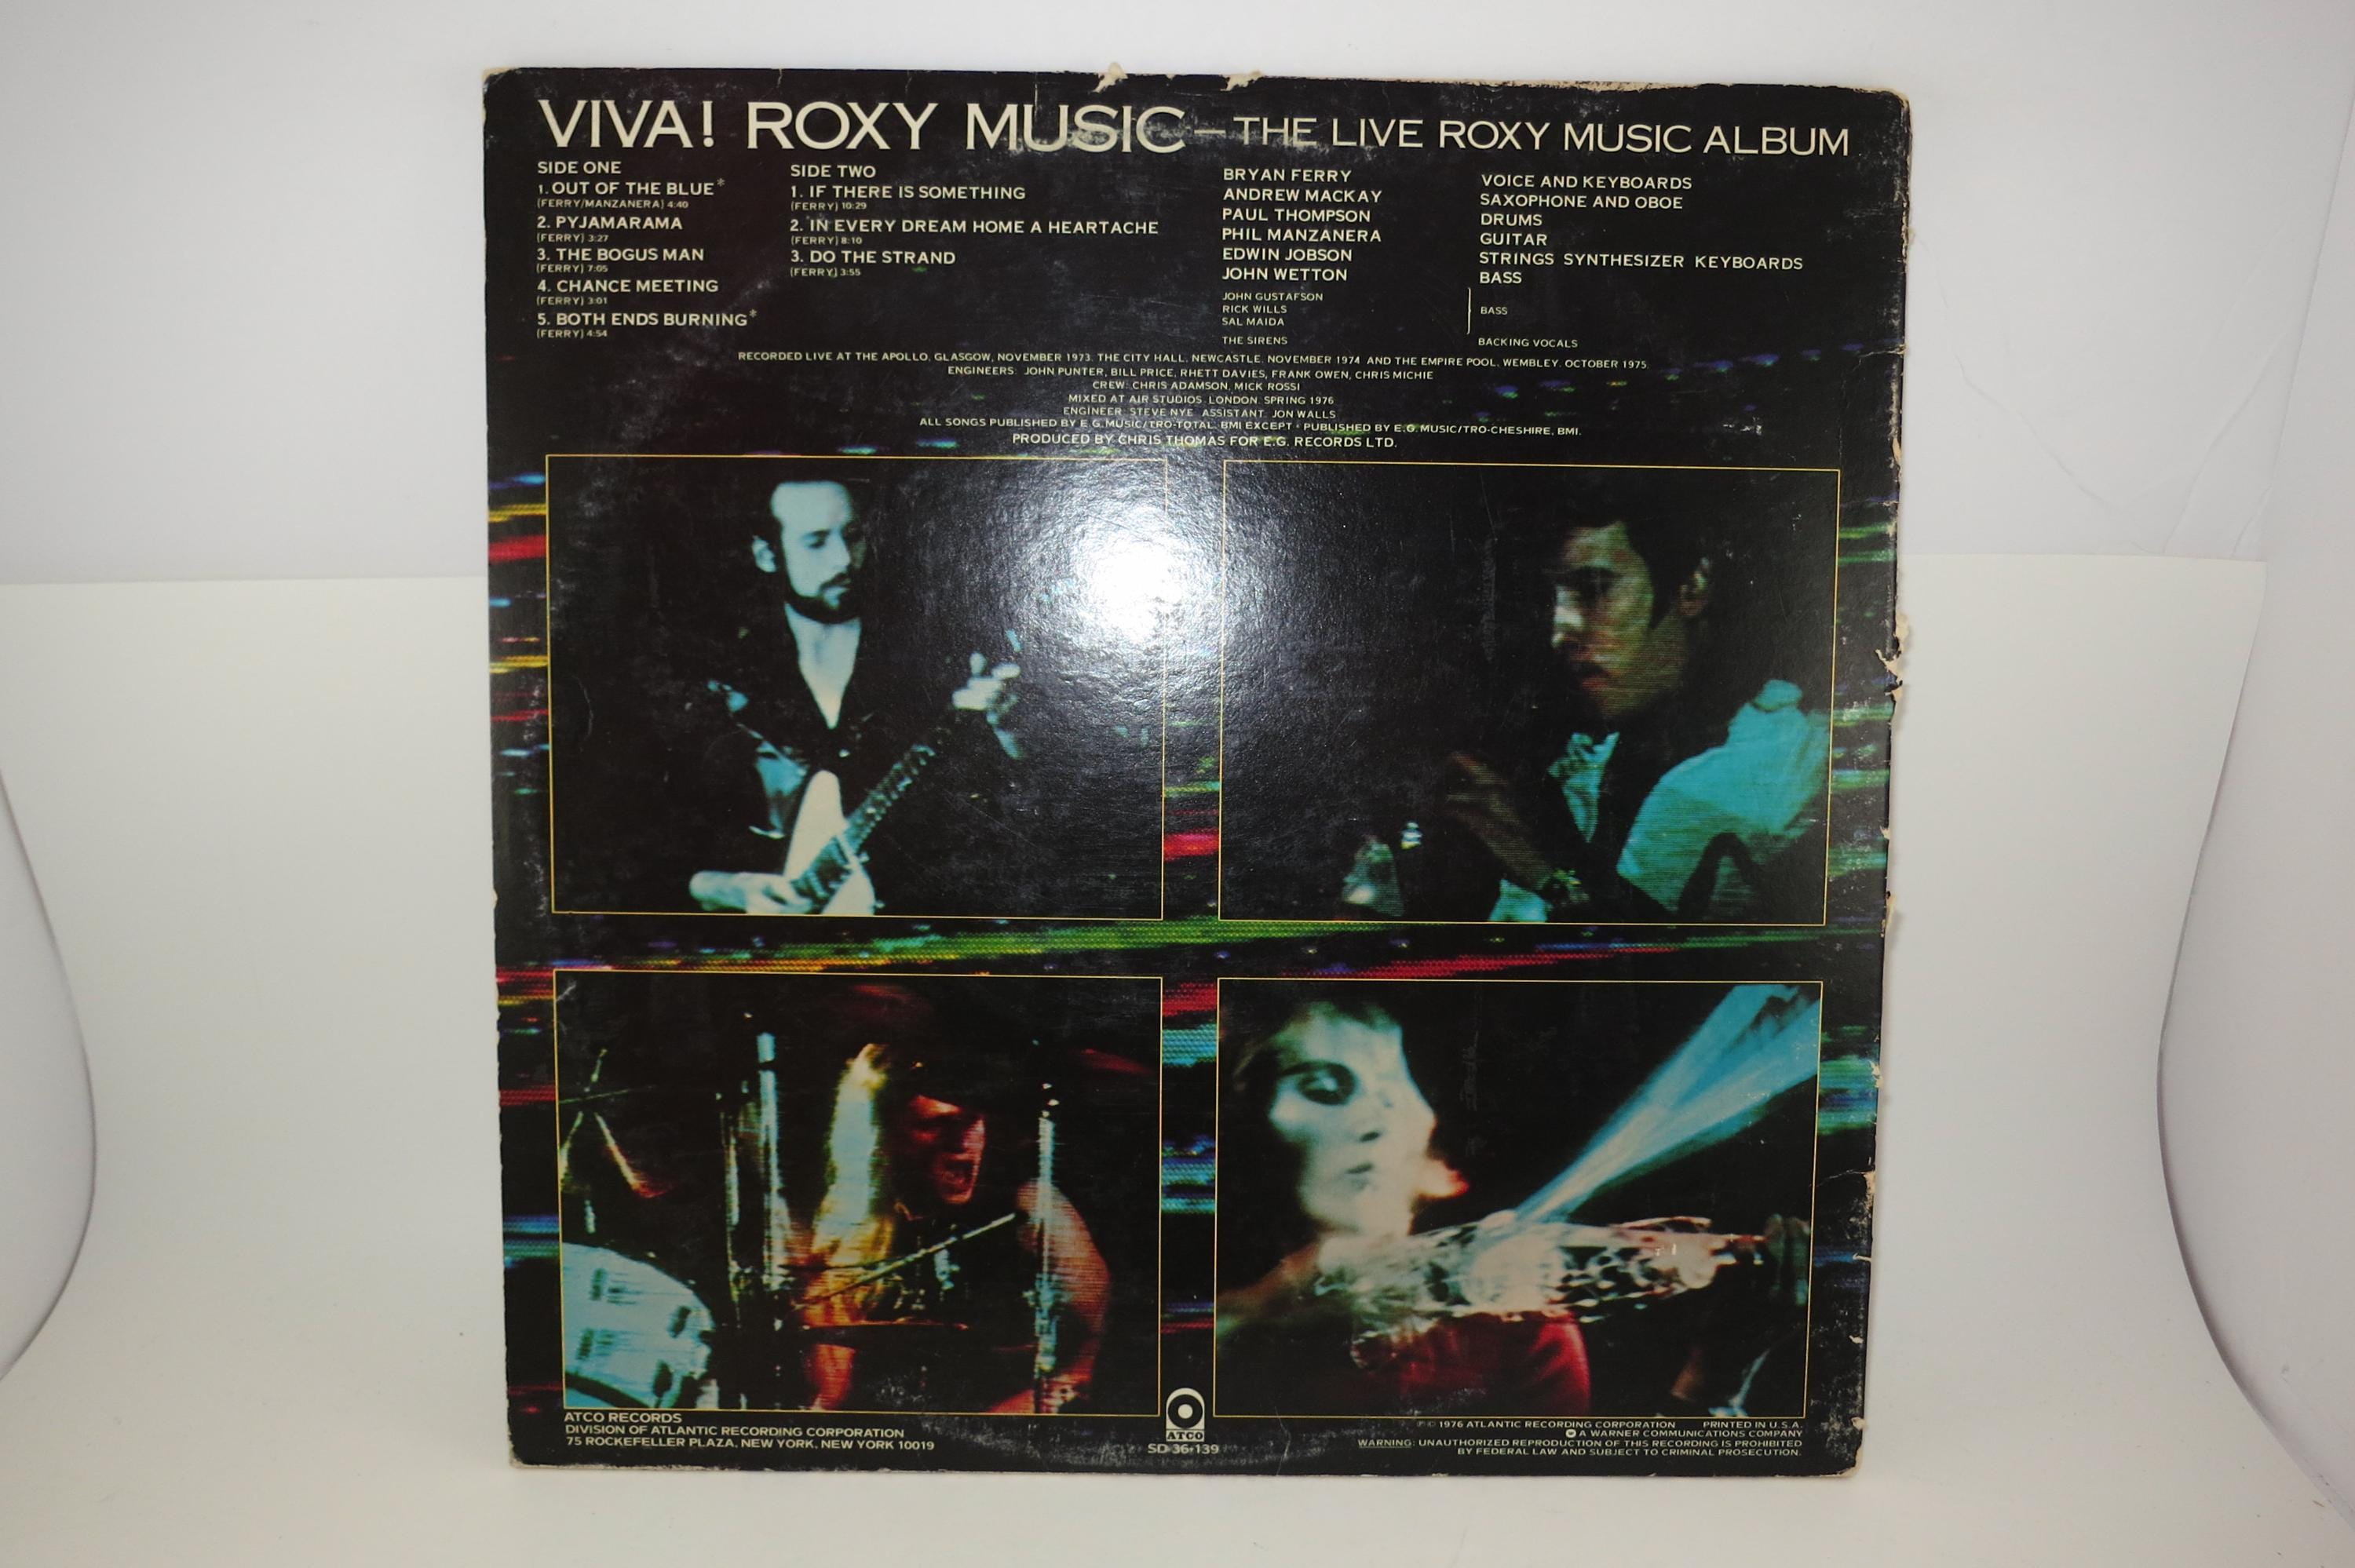 VIVA! ROXY MUSIC — THE LIVE ROXY MUSIC ALBUM
SIDE ONE
1. OUT OF THE BLUE*
(FERRY/MANZANERA) 4:40
2. PYJAMARAMA
(FERRY) 3:27
3. THE BOGUS MAN
(FERRY) 7:05
4. CHANCE MEETING
(FERRY) 3:01
5. BOTH ENDS BURNING*
(FERRY) 4:54
SIDE TWO
1. IF THERE IS SOMETHING
(FERRY) 10:29
2. IN EVERY DREAM HOME A HEARTACHE
(FERRY) 8:10
3. DO THE STRAND
(FERRY) 3:55
BRYAN FERRY VOICE AND KEYBOARDS
ANDREW MACKAY SAXOPHONE AND OBOE
PAUL THOMPSON DRUMS
PHIL MANZANERA GUITAR
EDWIN JOBSON STRINGS SYNTHESIZER KEYBOARDS
JOHN WETTON BASS
JOHN GUSTAFSON
RICK WILLS BASS
SAL MAIDA
THE SIRENS BACKING VOCALS
RECORDED LIVE AT THE APOLLO, GLASGOW, NOVEMBER 1973. THE CITY HALL, NEWCASTLE, NOVEMBER 1974 AND THE EMPIRE POOL, WEMBLEY, OCTOBER 1975.
ENGINEERS: JOHN PUNTER, BILL PRICE, RHETT DAVIES, FRANK OWEN, CHRIS MICHIE
CREW: CHRIS ADAMSON, MICK ROSSI
MIXED AT AIR STUDIOS LONDON SPRING 1976
ENGINEER: STEVE NYE ASSISTANT: JON WALLS
ALL SONGS PUBLISHED BY E.G. MUSIC/TRO-TOTAL, BMI EXCEPT * PUBLISHED BY E.G. MUSIC/TRO-CHESHIRE, BMI.
PRODUCED BY CHRIS THOMAS FOR E.G. RECORDS LTD.
ATCO RECORDS
DIVISION OF ATLANTIC RECORDING CORPORATION
75 ROCKEFELLER PLAZA, NEW YORK, NEW YORK 10019
ATCO
SD 36-139
℗ © 1976 ATLANTIC RECORDING CORPORATION PRINTED IN U.S.A.
A WARNER COMMUNICATIONS COMPANY
WARNING: UNAUTHORIZED REPRODUCTION OF THIS RECORDING IS PROHIBITED
BY FEDERAL LAW AND SUBJECT TO CRIMINAL PROSECUTION.